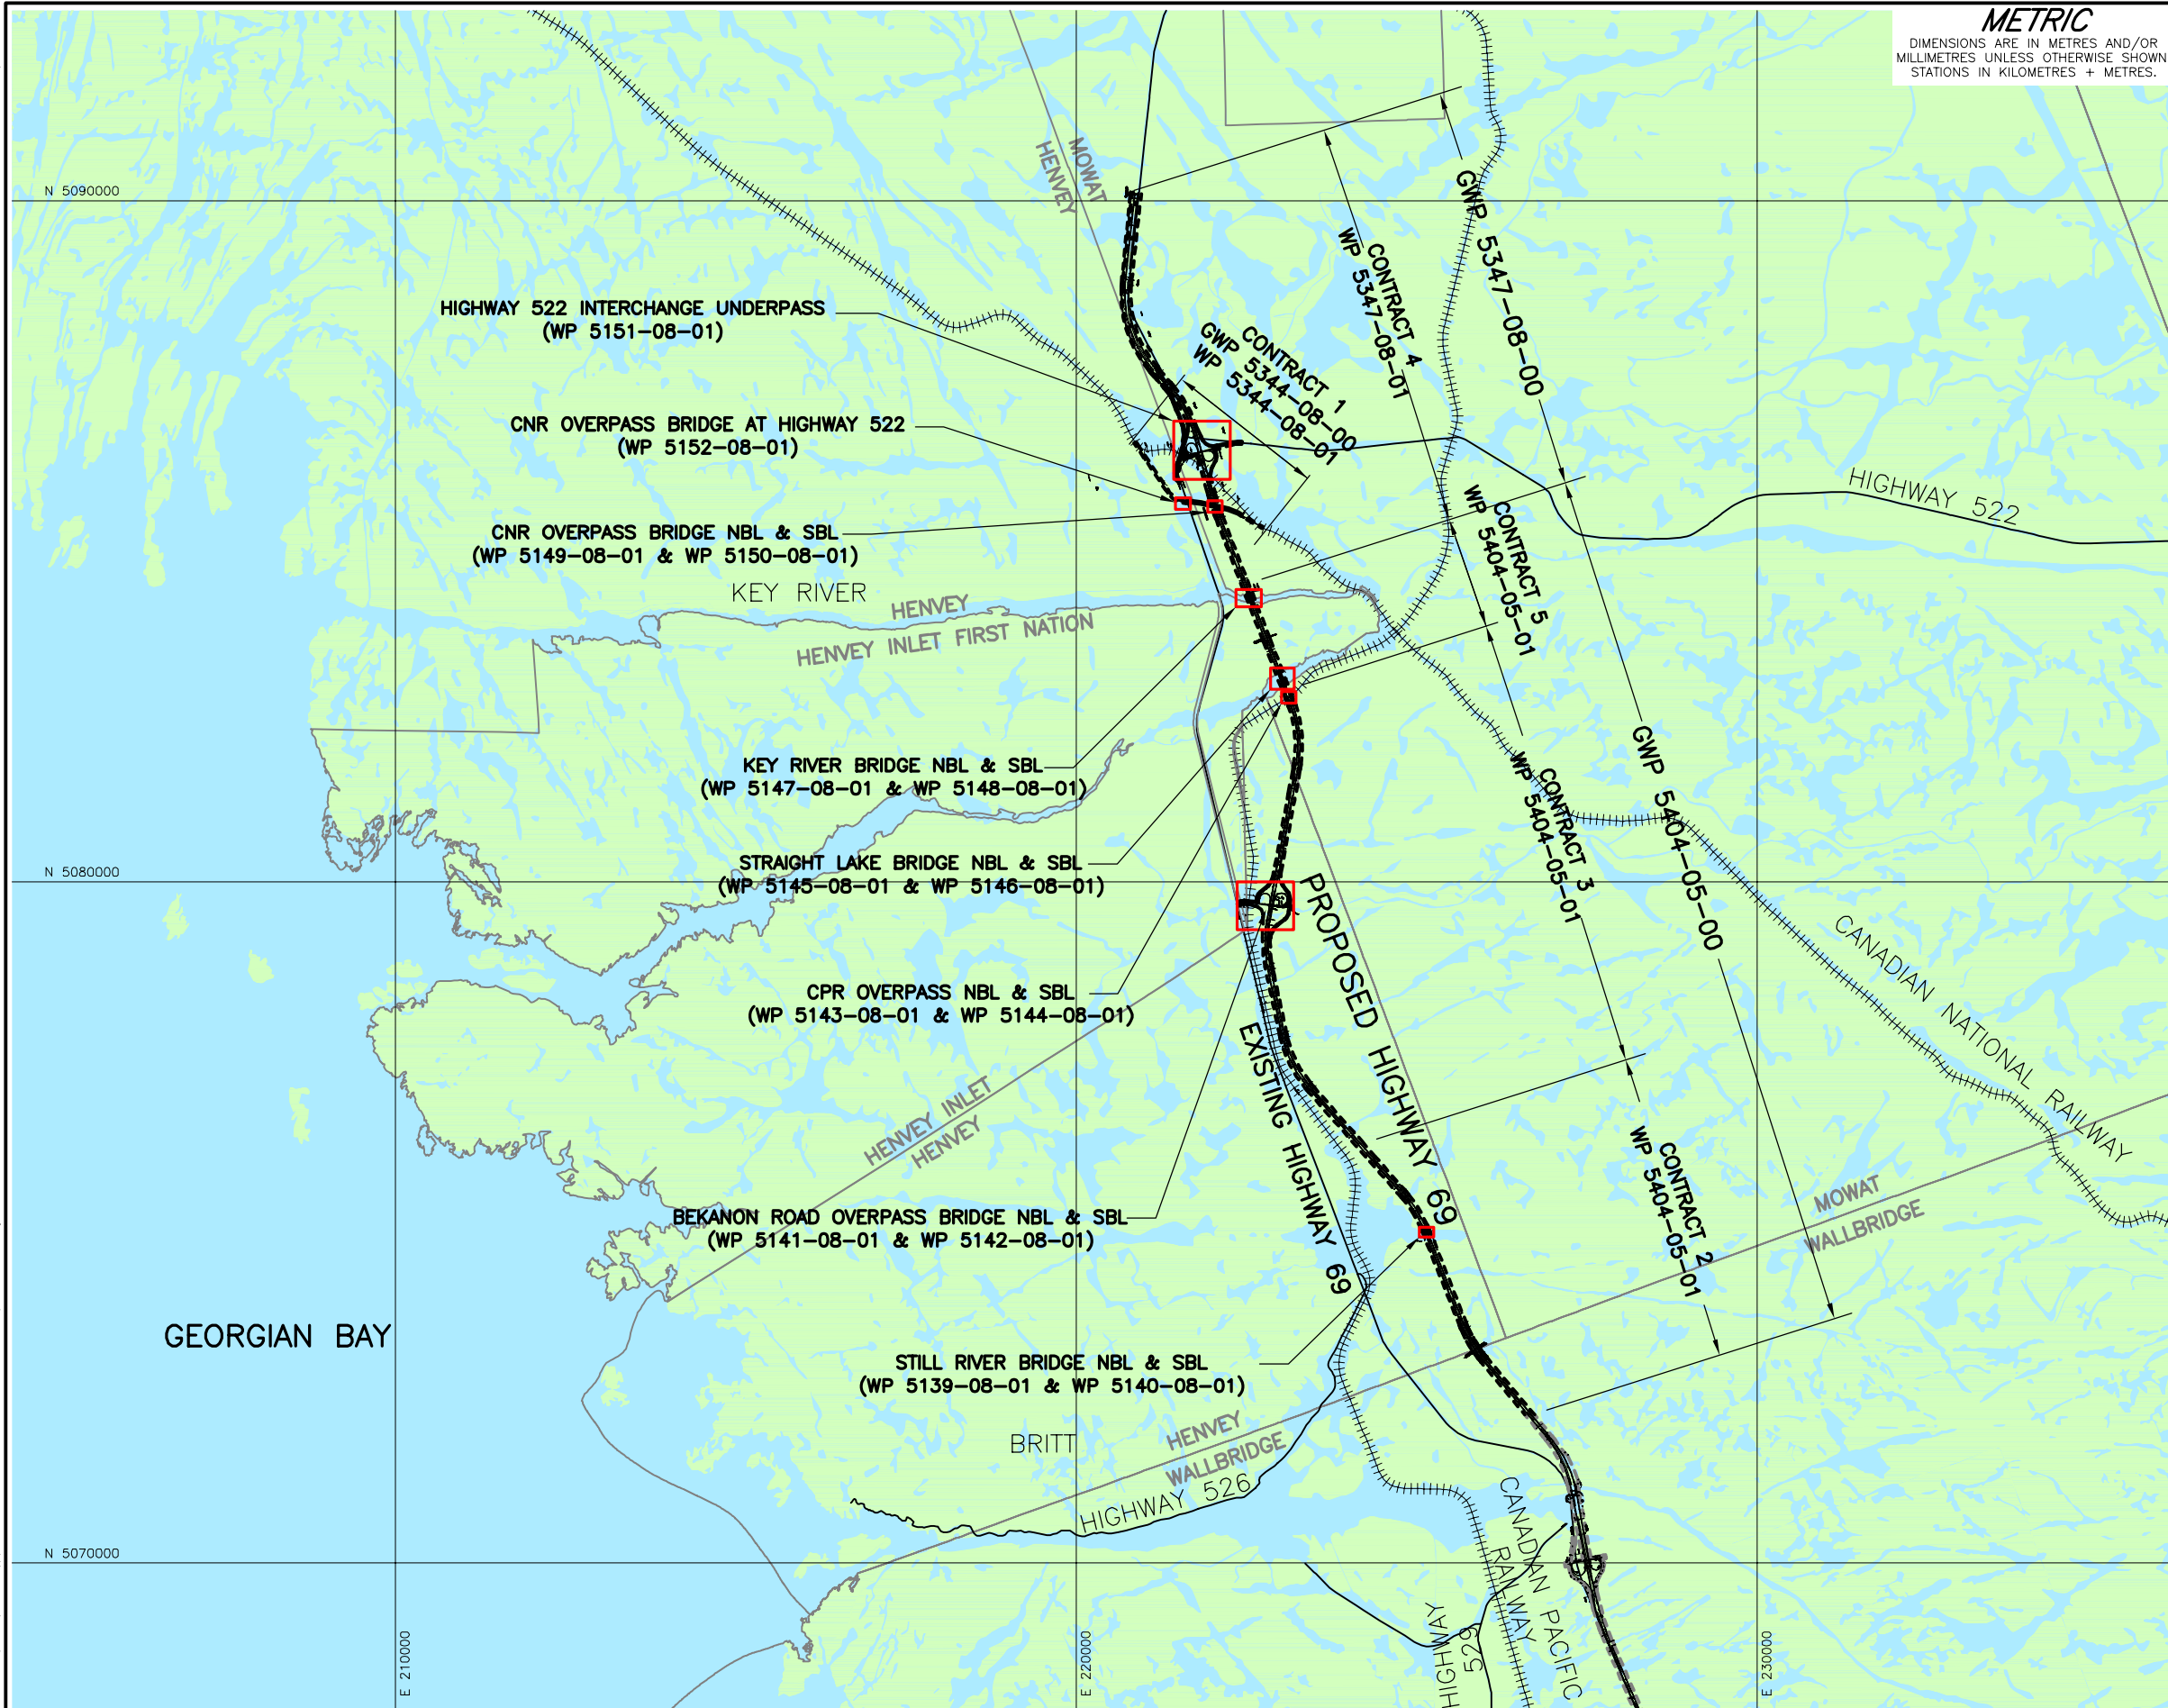 METRIC
DIMENSIONS ARE IN METRES AND/OR
MILLIMETRES UNLESS OTHERWISE SHOWN
STATIONS IN KILOMETRES + METRES.
N 5090000
MOWAT
HENVEY
GWP 5347-08-00
CONTRACT 4
WP 5347-08-01
HIGHWAY 522 INTERCHANGE UNDERPASS
(WP 5151-08-01)
CONTRACT 1
GWP 5344-08-00
WP 5344-08-01
CNR OVERPASS BRIDGE AT HIGHWAY 522
(WP 5152-08-01)
HIGHWAY 522
CNR OVERPASS BRIDGE NBL & SBL
(WP 5149-08-01 & WP 5150-08-01)
CONTRACT 5
WP 5404-05-01
KEY RIVER
HENVEY
HENVEY INLET FIRST NATION
KEY RIVER BRIDGE NBL & SBL
(WP 5147-08-01 & WP 5148-08-01)
GWP 5404-05-00
CONTRACT 3
WP 5404-05-01
STRAIGHT LAKE BRIDGE NBL & SBL
(WP 5145-08-01 & WP 5146-08-01)
N 5080000
PROPOSED HIGHWAY 69
CANADIAN NATIONAL RAILWAY
CPR OVERPASS NBL & SBL
(WP 5143-08-01 & WP 5144-08-01)
EXISTING HIGHWAY 69
HENVEY INLET
HENVEY
CONTRACT 2
WP 5404-05-01
MOWAT
WALLBRIDGE
BEKANON ROAD OVERPASS BRIDGE NBL & SBL
(WP 5141-08-01 & WP 5142-08-01)
GEORGIAN BAY
STILL RIVER BRIDGE NBL & SBL
(WP 5139-08-01 & WP 5140-08-01)
BRITT
HENVEY
WALLBRIDGE
HIGHWAY 526
N 5070000
CANADIAN PACIFIC
RAILWAY
HIGHWAY
529
E 210000
E 220000
E 230000